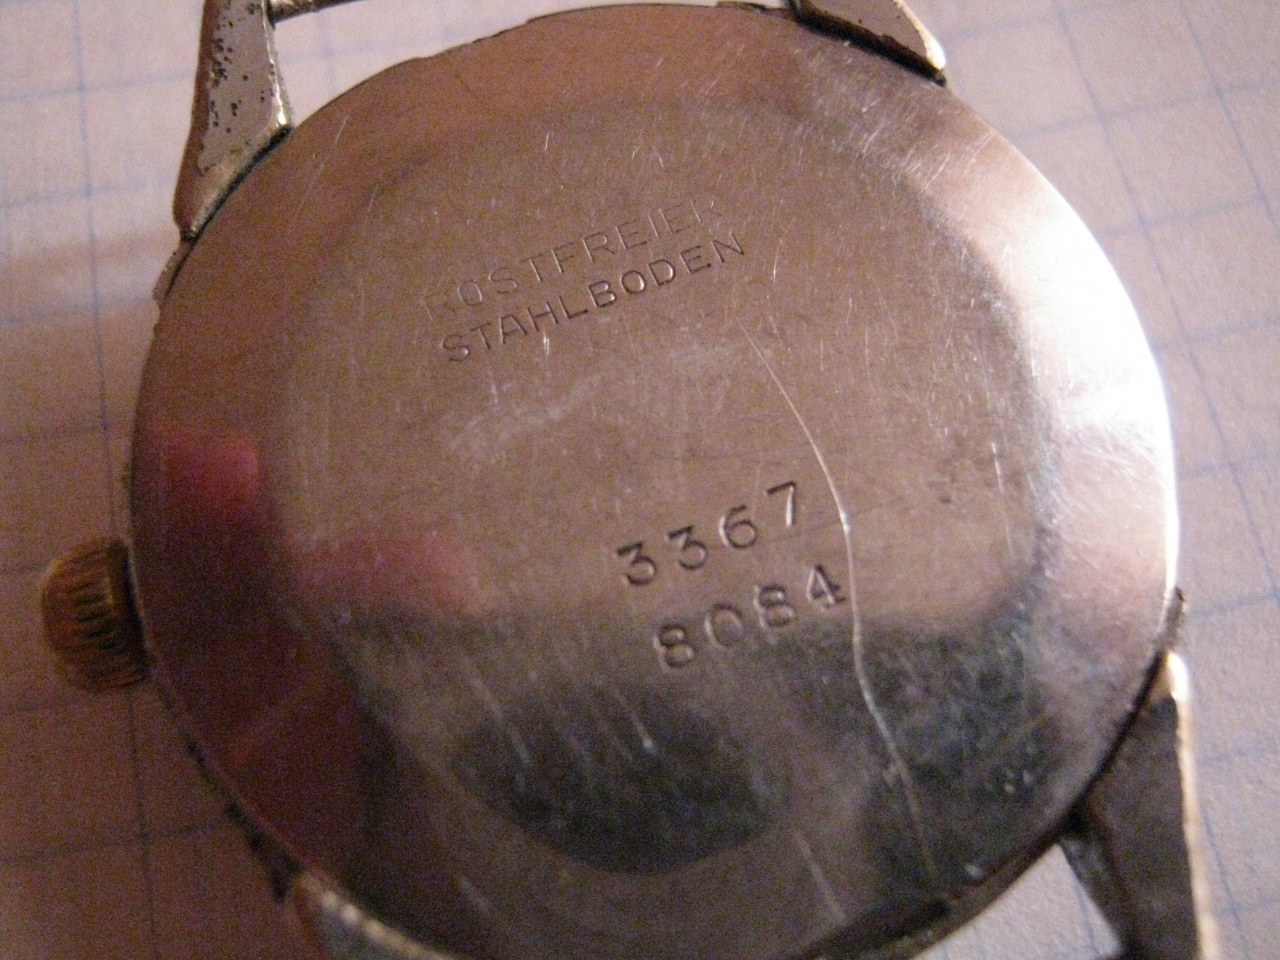 ROSTFREIER
STAHLBODEN
3367
8084